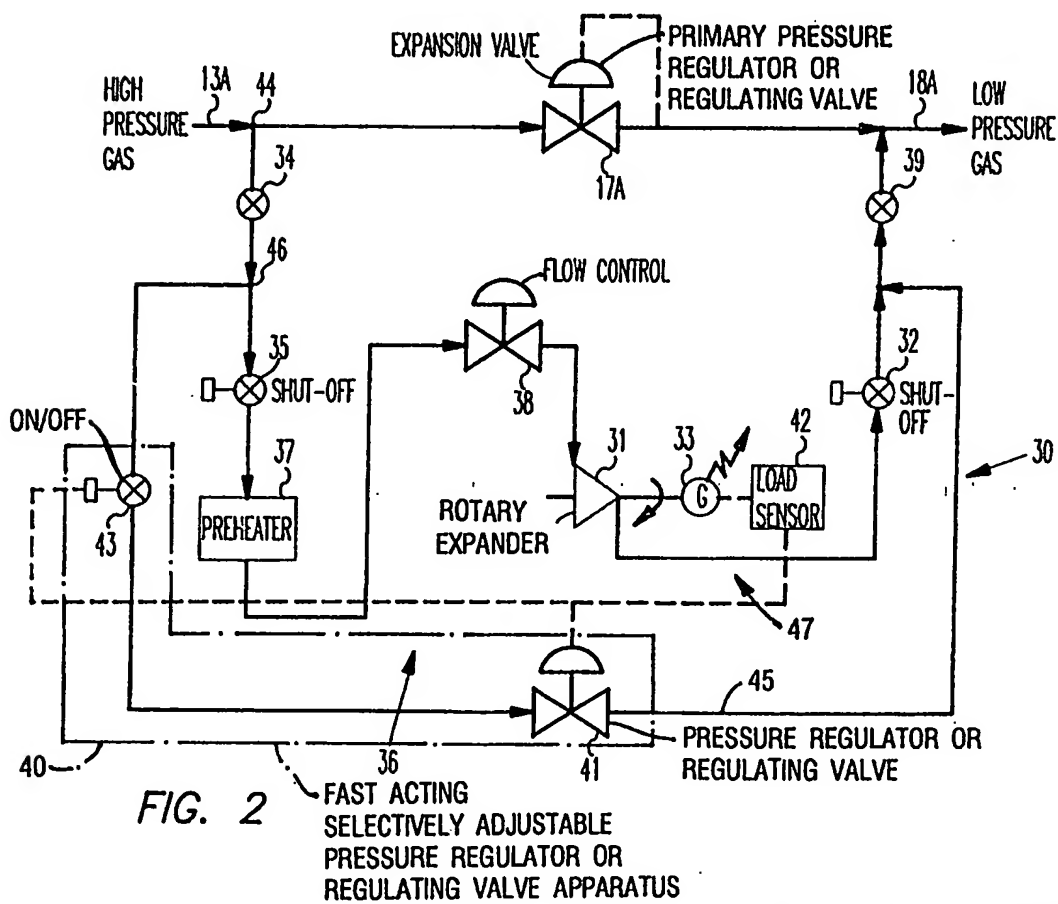 EXPANSION VALVE
PRIMARY PRESSURE
REGULATOR OR
REGULATING VALVE
HIGH
PRESSURE
GAS
13A
44
17A
18A
LOW
PRESSURE
GAS
34
39
46
FLOW CONTROL
38
35
SHUT-OFF
32
SHUT-
OFF
ON/OFF
43
37
PREHEATER
31
ROTARY
EXPANDER
33
G
42
LOAD
SENSOR
30
47
36
45
41
PRESSURE REGULATOR OR
REGULATING VALVE
40
FIG. 2
FAST ACTING
SELECTIVELY ADJUSTABLE
PRESSURE REGULATOR OR
REGULATING VALVE APPARATUS